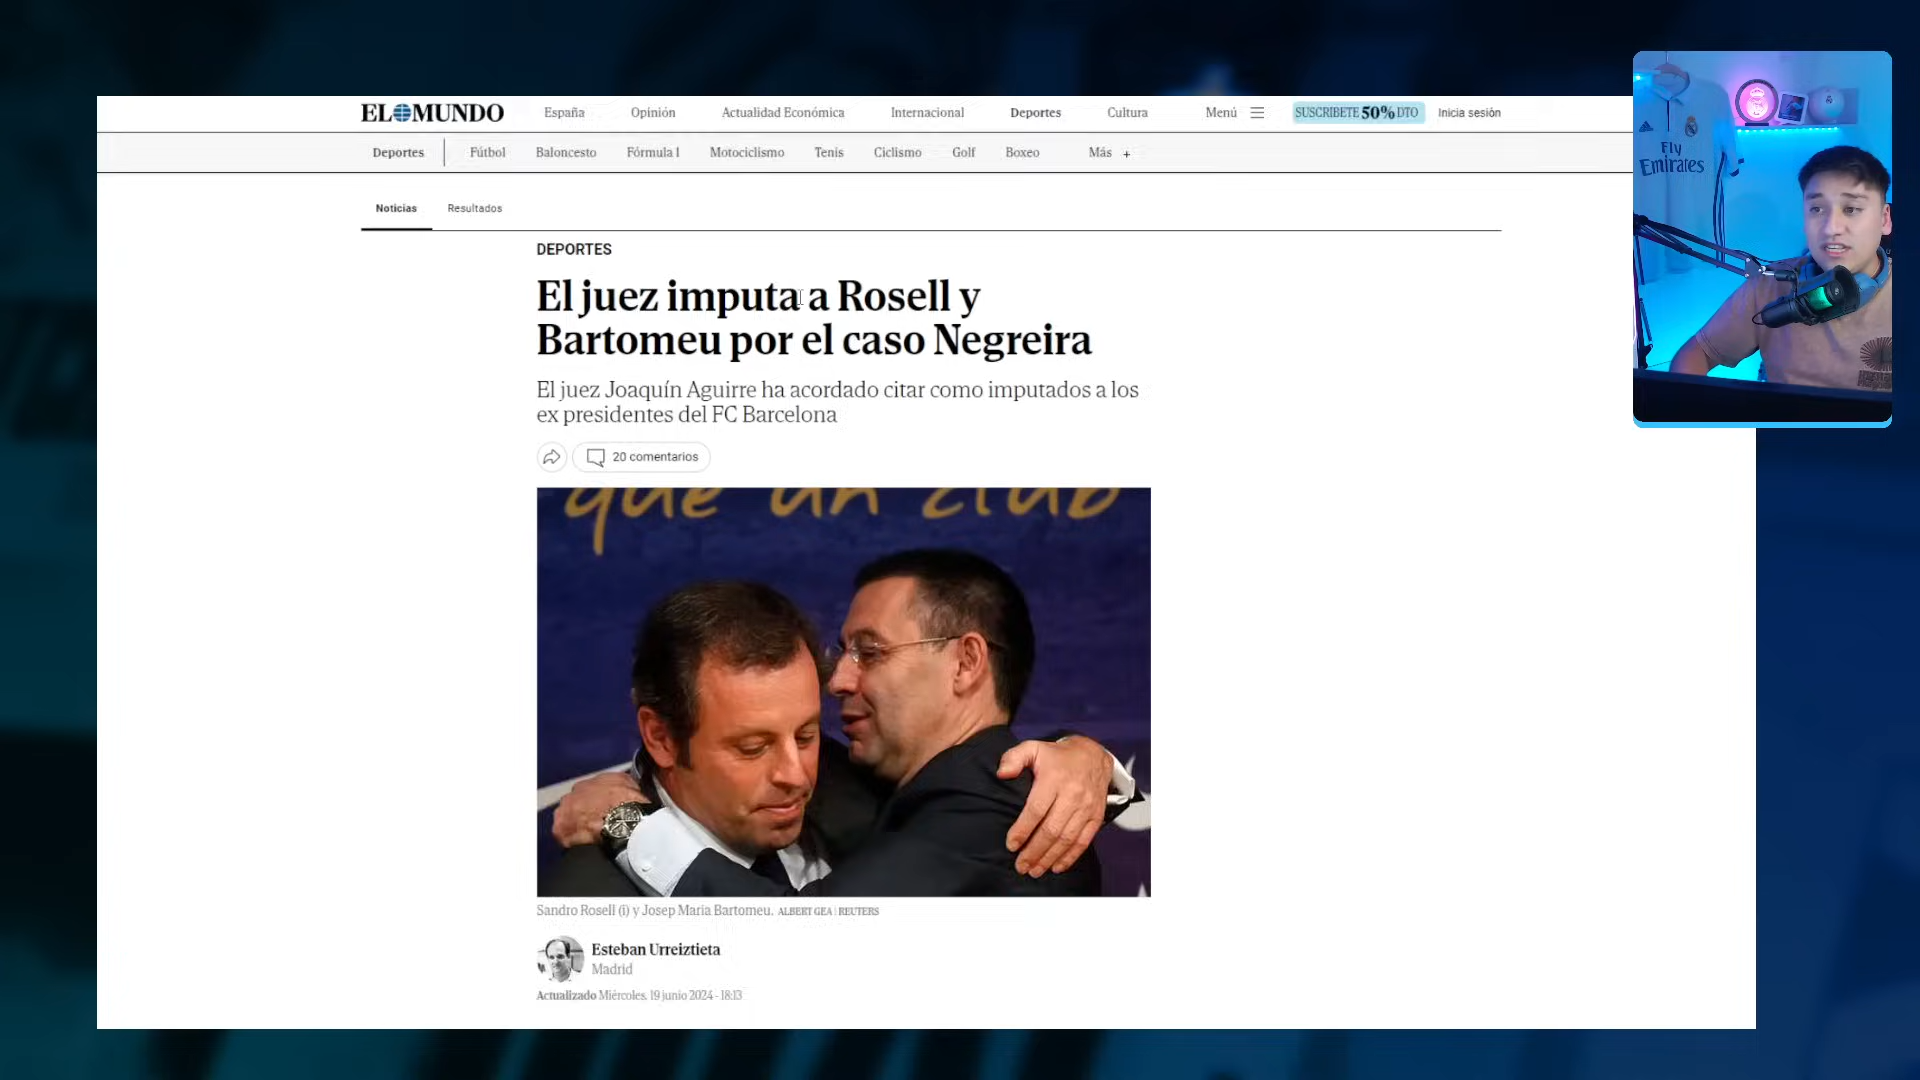 EL MUNDO España Opinión Actualidad Económica Internacional Deportes Cultura Menú SUSCRÍBETE 50% DTO Inicia sesión
Deportes Fútbol Baloncesto Fórmula 1 Motociclismo Tenis Ciclismo Golf Boxeo Más +
Noticias Resultados
DEPORTES
El juez imputa a Rosell y
Bartomeu por el caso Negreira
El juez Joaquín Aguirre ha acordado citar como imputados a los
ex presidentes del FC Barcelona
20 comentarios
que un club
Sandro Rosell (i) y Josep Maria Bartomeu. ALBERT GEA | REUTERS
Esteban Urreiztieta
Madrid
Actualizado Miércoles, 19 junio 2024 - 18:13
Fly
Emirates